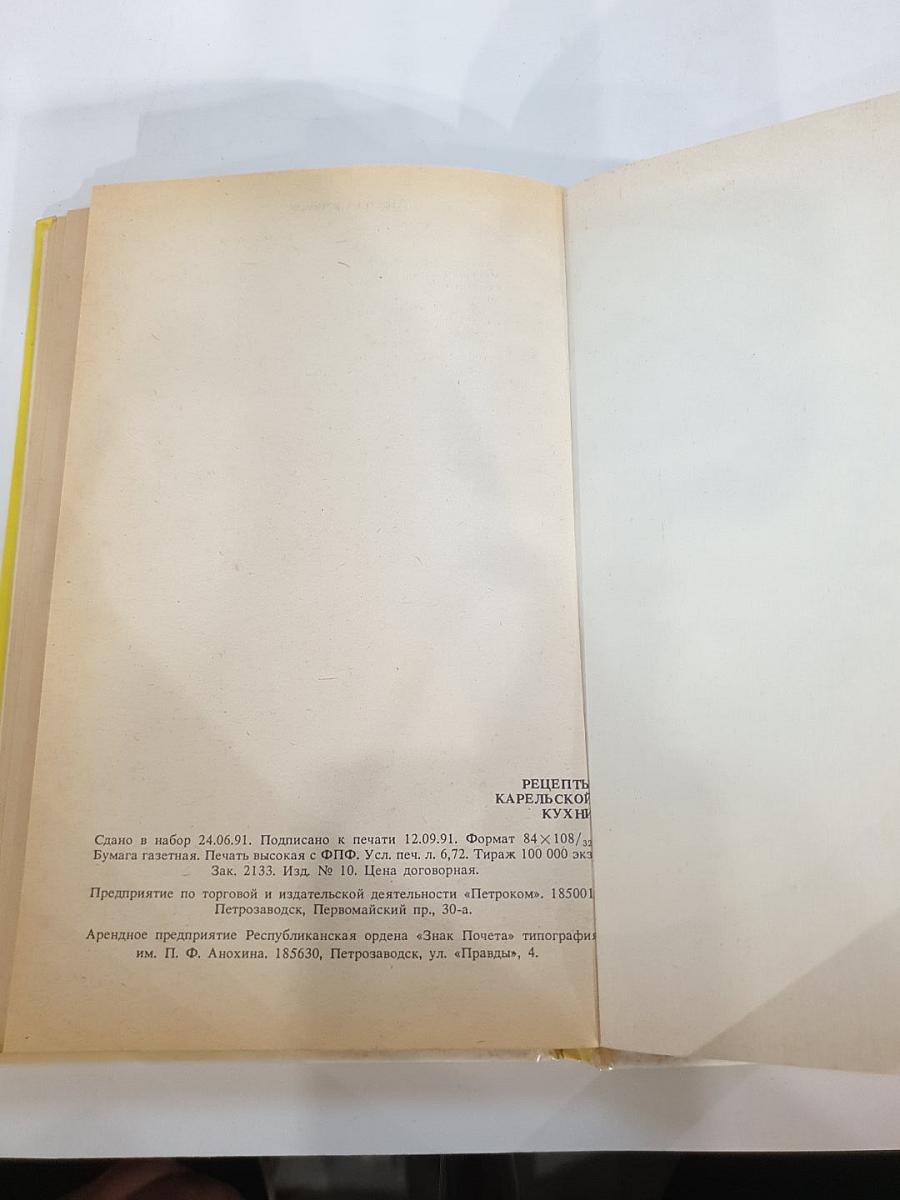 РЕЦЕПТЫ
КАРЕЛЬСКОЙ
КУХНИ
Сдано в набор 24.06.91. Подписано к печати 12.09.91. Формат 84×108/32
Бумага газетная. Печать высокая с ФПФ. Усл. печ. л. 6,72. Тираж 100 000 экз
Зак. 2133. Изд. № 10. Цена договорная.
Предприятие по торговой и издательской деятельности «Петроком». 185001
Петрозаводск, Первомайский пр., 30-а.
Арендное предприятие Республиканская ордена «Знак Почета» типография
им. П. Ф. Анохина. 185630, Петрозаводск, ул. «Правды», 4.